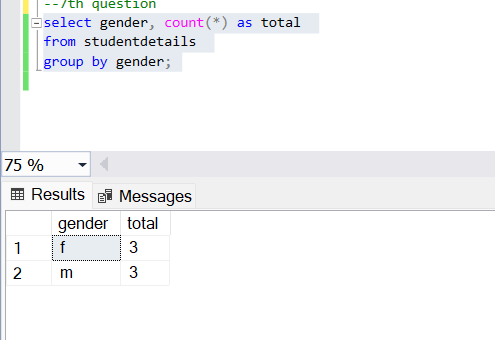 --7th question
select gender, count(*) as total
from studentdetails
group by gender;
75 %
Results Messages
gender total
1 f 3
2 m 3